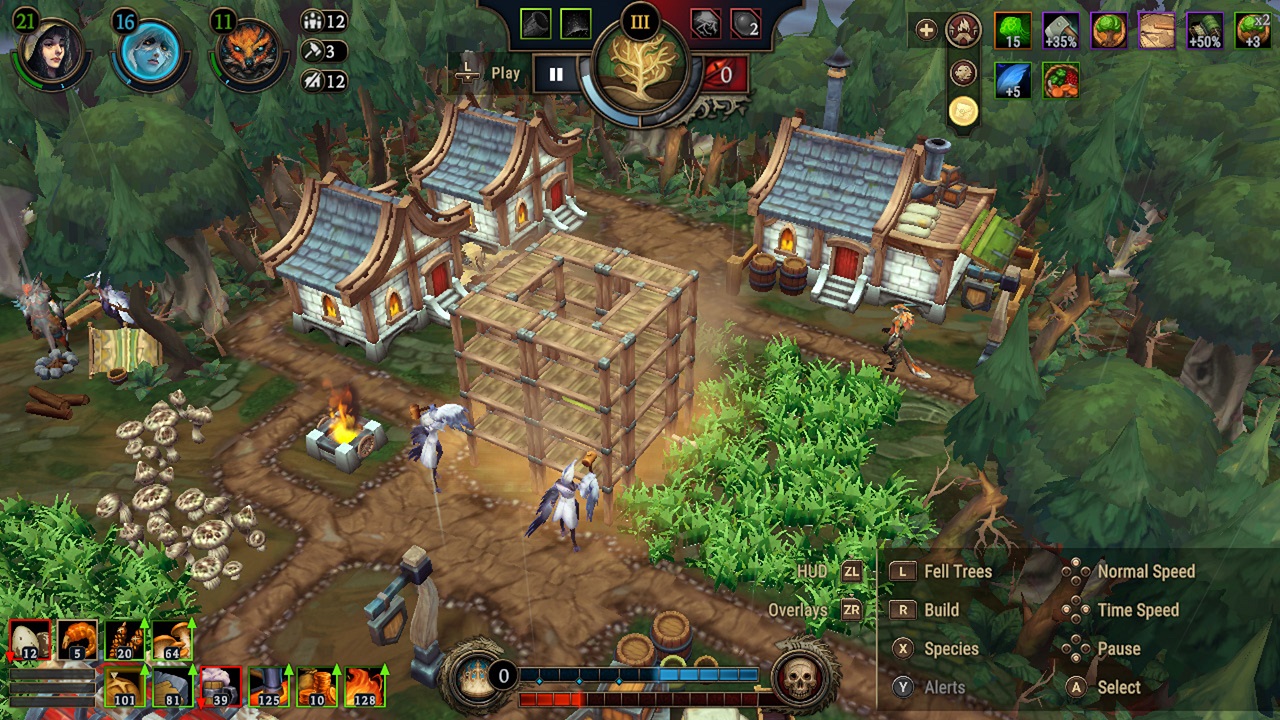 21
16
11
12
3
12
L
Play
III
2
0
15
+35%
+50%
x2
+3
+5
HUD ZL
Overlays ZR
L Fell Trees
R Build
X Species
Y Alerts
Normal Speed
Time Speed
Pause
A Select
12
5
20
64
101
81
39
125
10
128
0